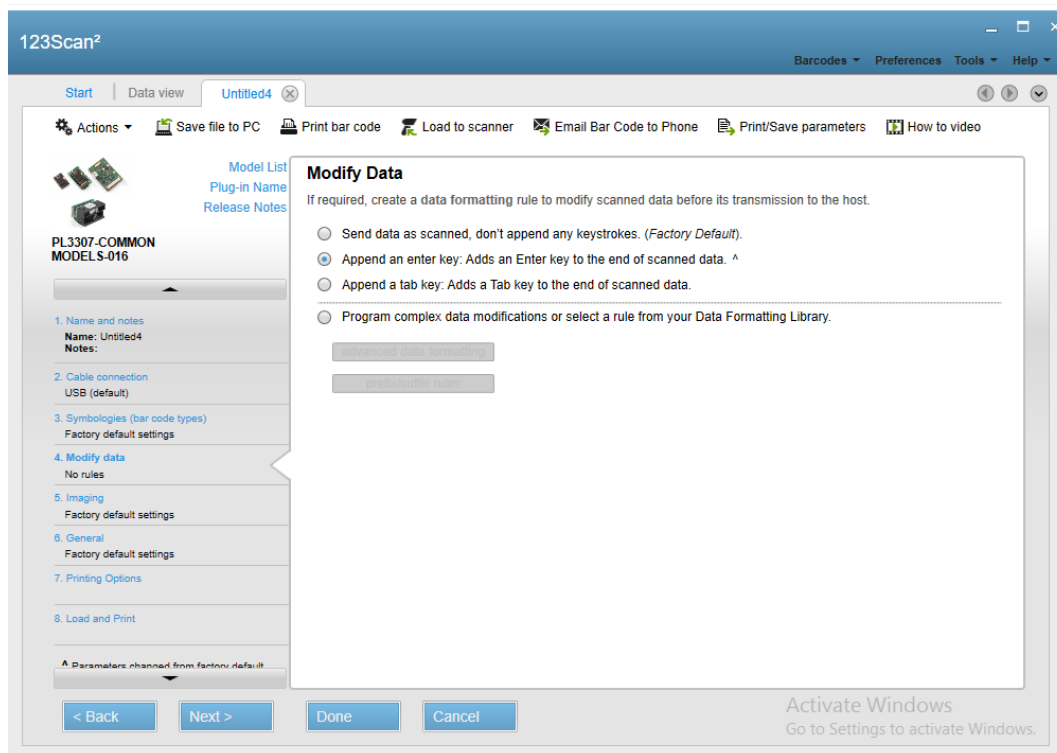 123Scan²
Barcodes Preferences Tools Help
Start Data view Untitled4
Actions Save file to PC Print bar code Load to scanner Email Bar Code to Phone Print/Save parameters How to video
Model List
Plug-in Name
Release Notes
PL3307-COMMON
MODELS-016
1. Name and notes
Name: Untitled4
Notes:
2. Cable connection
USB (default)
3. Symbologies (bar code types)
Factory default settings
4. Modify data
No rules
5. Imaging
Factory default settings
6. General
Factory default settings
7. Printing Options
8. Load and Print
^ Parameters changed from factory default
Modify Data
If required, create a data formatting rule to modify scanned data before its transmission to the host.
Send data as scanned, don't append any keystrokes. (Factory Default).
Append an enter key: Adds an Enter key to the end of scanned data. ^
Append a tab key: Adds a Tab key to the end of scanned data.
Program complex data modifications or select a rule from your Data Formatting Library.
advanced data formatting
prefix/suffix rules
< Back Next > Done Cancel
Activate Windows
Go to Settings to activate Windows.